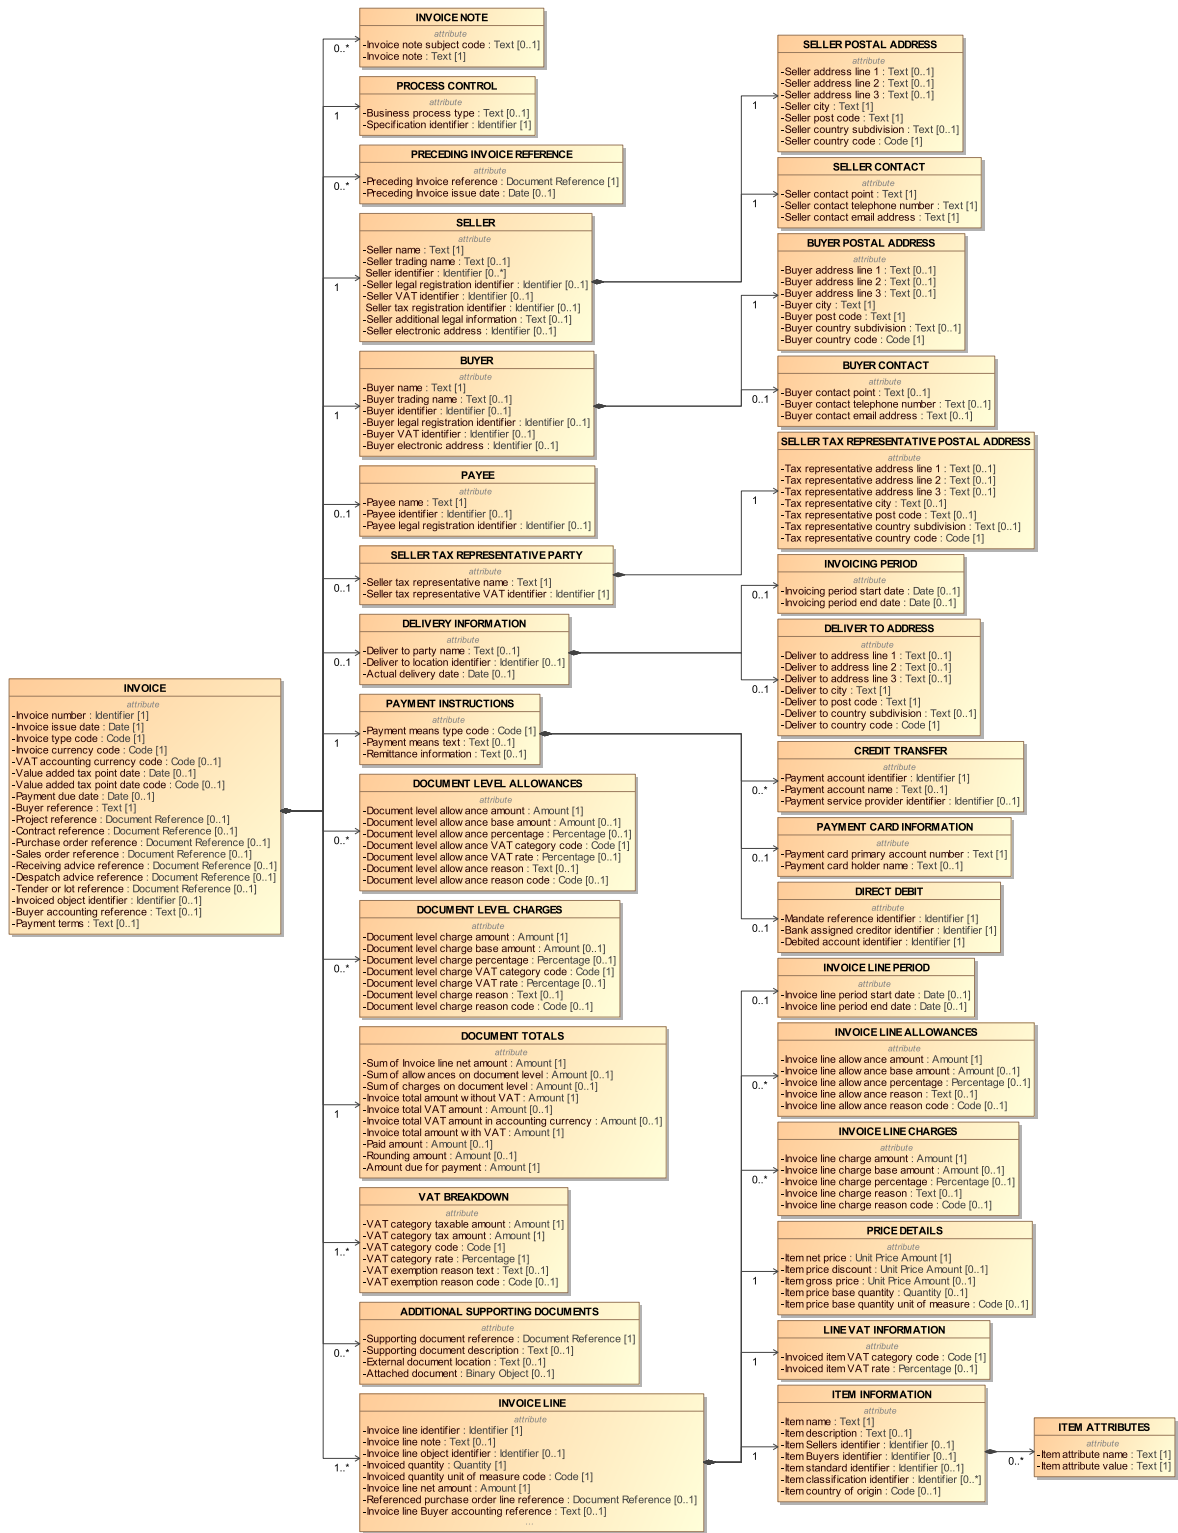 INVOICE
attribute
-Invoice number : Identifier [1]
-Invoice issue date : Date [1]
-Invoice type code : Code [1]
-Invoice currency code : Code [1]
-VAT accounting currency code : Code [0..1]
-Value added tax point date : Date [0..1]
-Value added tax point date code : Code [0..1]
-Payment due date : Date [0..1]
-Buyer reference : Text [1]
-Project reference : Document Reference [0..1]
-Contract reference : Document Reference [0..1]
-Purchase order reference : Document Reference [0..1]
-Sales order reference : Document Reference [0..1]
-Receiving advice reference : Document Reference [0..1]
-Despatch advice reference : Document Reference [0..1]
-Tender or lot reference : Document Reference [0..1]
-Invoiced object identifier : Identifier [0..1]
-Buyer accounting reference : Text [0..1]
-Payment terms : Text [0..1]
0..*
INVOICE NOTE
attribute
-Invoice note subject code : Text [0..1]
-Invoice note : Text [1]
1
PROCESS CONTROL
attribute
-Business process type : Text [0..1]
-Specification identifier : Identifier [1]
0..*
PRECEDING INVOICE REFERENCE
attribute
-Preceding Invoice reference : Document Reference [1]
-Preceding Invoice issue date : Date [0..1]
1
SELLER
attribute
-Seller name : Text [1]
-Seller trading name : Text [0..1]
Seller identifier : Identifier [0..*]
-Seller legal registration identifier : Identifier [0..1]
-Seller VAT identifier : Identifier [0..1]
Seller tax registration identifier : Identifier [0..1]
-Seller additional legal information : Text [0..1]
-Seller electronic address : Identifier [0..1]
1
BUYER
attribute
-Buyer name : Text [1]
-Buyer trading name : Text [0..1]
-Buyer identifier : Identifier [0..1]
-Buyer legal registration identifier : Identifier [0..1]
-Buyer VAT identifier : Identifier [0..1]
-Buyer electronic address : Identifier [0..1]
0..1
PAYEE
attribute
-Payee name : Text [1]
-Payee identifier : Identifier [0..1]
-Payee legal registration identifier : Identifier [0..1]
0..1
SELLER TAX REPRESENTATIVE PARTY
attribute
-Seller tax representative name : Text [1]
-Seller tax representative VAT identifier : Identifier [1]
0..1
DELIVERY INFORMATION
attribute
-Deliver to party name : Text [0..1]
-Deliver to location identifier : Identifier [0..1]
-Actual delivery date : Date [0..1]
1
PAYMENT INSTRUCTIONS
attribute
-Payment means type code : Code [1]
-Payment means text : Text [0..1]
-Remittance information : Text [0..1]
0..*
DOCUMENT LEVEL ALLOWANCES
attribute
-Document level allowance amount : Amount [1]
-Document level allowance base amount : Amount [0..1]
-Document level allowance percentage : Percentage [0..1]
-Document level allowance VAT category code : Code [1]
-Document level allowance VAT rate : Percentage [0..1]
-Document level allowance reason : Text [0..1]
-Document level allowance reason code : Code [0..1]
0..*
DOCUMENT LEVEL CHARGES
attribute
-Document level charge amount : Amount [1]
-Document level charge base amount : Amount [0..1]
-Document level charge percentage : Percentage [0..1]
-Document level charge VAT category code : Code [1]
-Document level charge VAT rate : Percentage [0..1]
-Document level charge reason : Text [0..1]
-Document level charge reason code : Code [0..1]
1
DOCUMENT TOTALS
attribute
-Sum of Invoice line net amount : Amount [1]
-Sum of allowances on document level : Amount [0..1]
-Sum of charges on document level : Amount [0..1]
-Invoice total amount without VAT : Amount [1]
-Invoice total VAT amount : Amount [0..1]
-Invoice total VAT amount in accounting currency : Amount [0..1]
-Invoice total amount with VAT : Amount [1]
-Paid amount : Amount [0..1]
-Rounding amount : Amount [0..1]
-Amount due for payment : Amount [1]
1..*
VAT BREAKDOWN
attribute
-VAT category taxable amount : Amount [1]
-VAT category tax amount : Amount [1]
-VAT category code : Code [1]
-VAT category rate : Percentage [1]
-VAT exemption reason text : Text [0..1]
-VAT exemption reason code : Code [0..1]
0..*
ADDITIONAL SUPPORTING DOCUMENTS
attribute
-Supporting document reference : Document Reference [1]
-Supporting document description : Text [0..1]
-External document location : Text [0..1]
-Attached document : Binary Object [0..1]
1..*
INVOICE LINE
attribute
-Invoice line identifier : Identifier [1]
-Invoice line note : Text [0..1]
-Invoice line object identifier : Identifier [0..1]
-Invoiced quantity : Quantity [1]
-Invoiced quantity unit of measure code : Code [1]
-Invoice line net amount : Amount [1]
-Referenced purchase order line reference : Document Reference [0..1]
-Invoice line Buyer accounting reference : Text [0..1]
...
1
SELLER POSTAL ADDRESS
attribute
-Seller address line 1 : Text [0..1]
-Seller address line 2 : Text [0..1]
-Seller address line 3 : Text [0..1]
-Seller city : Text [1]
-Seller post code : Text [1]
-Seller country subdivision : Text [0..1]
-Seller country code : Code [1]
1
SELLER CONTACT
attribute
-Seller contact point : Text [1]
-Seller contact telephone number : Text [1]
-Seller contact email address : Text [1]
1
BUYER POSTAL ADDRESS
attribute
-Buyer address line 1 : Text [0..1]
-Buyer address line 2 : Text [0..1]
-Buyer address line 3 : Text [0..1]
-Buyer city : Text [1]
-Buyer post code : Text [1]
-Buyer country subdivision : Text [0..1]
-Buyer country code : Code [1]
0..1
BUYER CONTACT
attribute
-Buyer contact point : Text [0..1]
-Buyer contact telephone number : Text [0..1]
-Buyer contact email address : Text [0..1]
1
SELLER TAX REPRESENTATIVE POSTAL ADDRESS
attribute
-Tax representative address line 1 : Text [0..1]
-Tax representative address line 2 : Text [0..1]
-Tax representative address line 3 : Text [0..1]
-Tax representative city : Text [0..1]
-Tax representative post code : Text [0..1]
-Tax representative country subdivision : Text [0..1]
-Tax representative country code : Code [1]
0..1
INVOICING PERIOD
attribute
-Invoicing period start date : Date [0..1]
-Invoicing period end date : Date [0..1]
0..1
DELIVER TO ADDRESS
attribute
-Deliver to address line 1 : Text [0..1]
-Deliver to address line 2 : Text [0..1]
-Deliver to address line 3 : Text [0..1]
-Deliver to city : Text [1]
-Deliver to post code : Text [1]
-Deliver to country subdivision : Text [0..1]
-Deliver to country code : Code [1]
0..*
CREDIT TRANSFER
attribute
-Payment account identifier : Identifier [1]
-Payment account name : Text [0..1]
-Payment service provider identifier : Identifier [0..1]
0..1
PAYMENT CARD INFORMATION
attribute
-Payment card primary account number : Text [1]
-Payment card holder name : Text [0..1]
0..1
DIRECT DEBIT
attribute
-Mandate reference identifier : Identifier [1]
-Bank assigned creditor identifier : Identifier [1]
-Debited account identifier : Identifier [1]
0..1
INVOICE LINE PERIOD
attribute
-Invoice line period start date : Date [0..1]
-Invoice line period end date : Date [0..1]
0..*
INVOICE LINE ALLOWANCES
attribute
-Invoice line allowance amount : Amount [1]
-Invoice line allowance base amount : Amount [0..1]
-Invoice line allowance percentage : Percentage [0..1]
-Invoice line allowance reason : Text [0..1]
-Invoice line allowance reason code : Code [0..1]
0..*
INVOICE LINE CHARGES
attribute
-Invoice line charge amount : Amount [1]
-Invoice line charge base amount : Amount [0..1]
-Invoice line charge percentage : Percentage [0..1]
-Invoice line charge reason : Text [0..1]
-Invoice line charge reason code : Code [0..1]
1
PRICE DETAILS
attribute
-Item net price : Unit Price Amount [1]
-Item price discount : Unit Price Amount [0..1]
-Item gross price : Unit Price Amount [0..1]
-Item price base quantity : Quantity [0..1]
-Item price base quantity unit of measure : Code [0..1]
1
LINE VAT INFORMATION
attribute
-Invoiced item VAT category code : Code [1]
-Invoiced item VAT rate : Percentage [0..1]
1
ITEM INFORMATION
attribute
-Item name : Text [1]
-Item description : Text [0..1]
-Item Sellers identifier : Identifier [0..1]
-Item Buyers identifier : Identifier [0..1]
-Item standard identifier : Identifier [0..1]
-Item classification identifier : Identifier [0..*]
-Item country of origin : Code [0..1]
0..*
ITEM ATTRIBUTES
attribute
-Item attribute name : Text [1]
-Item attribute value : Text [1]